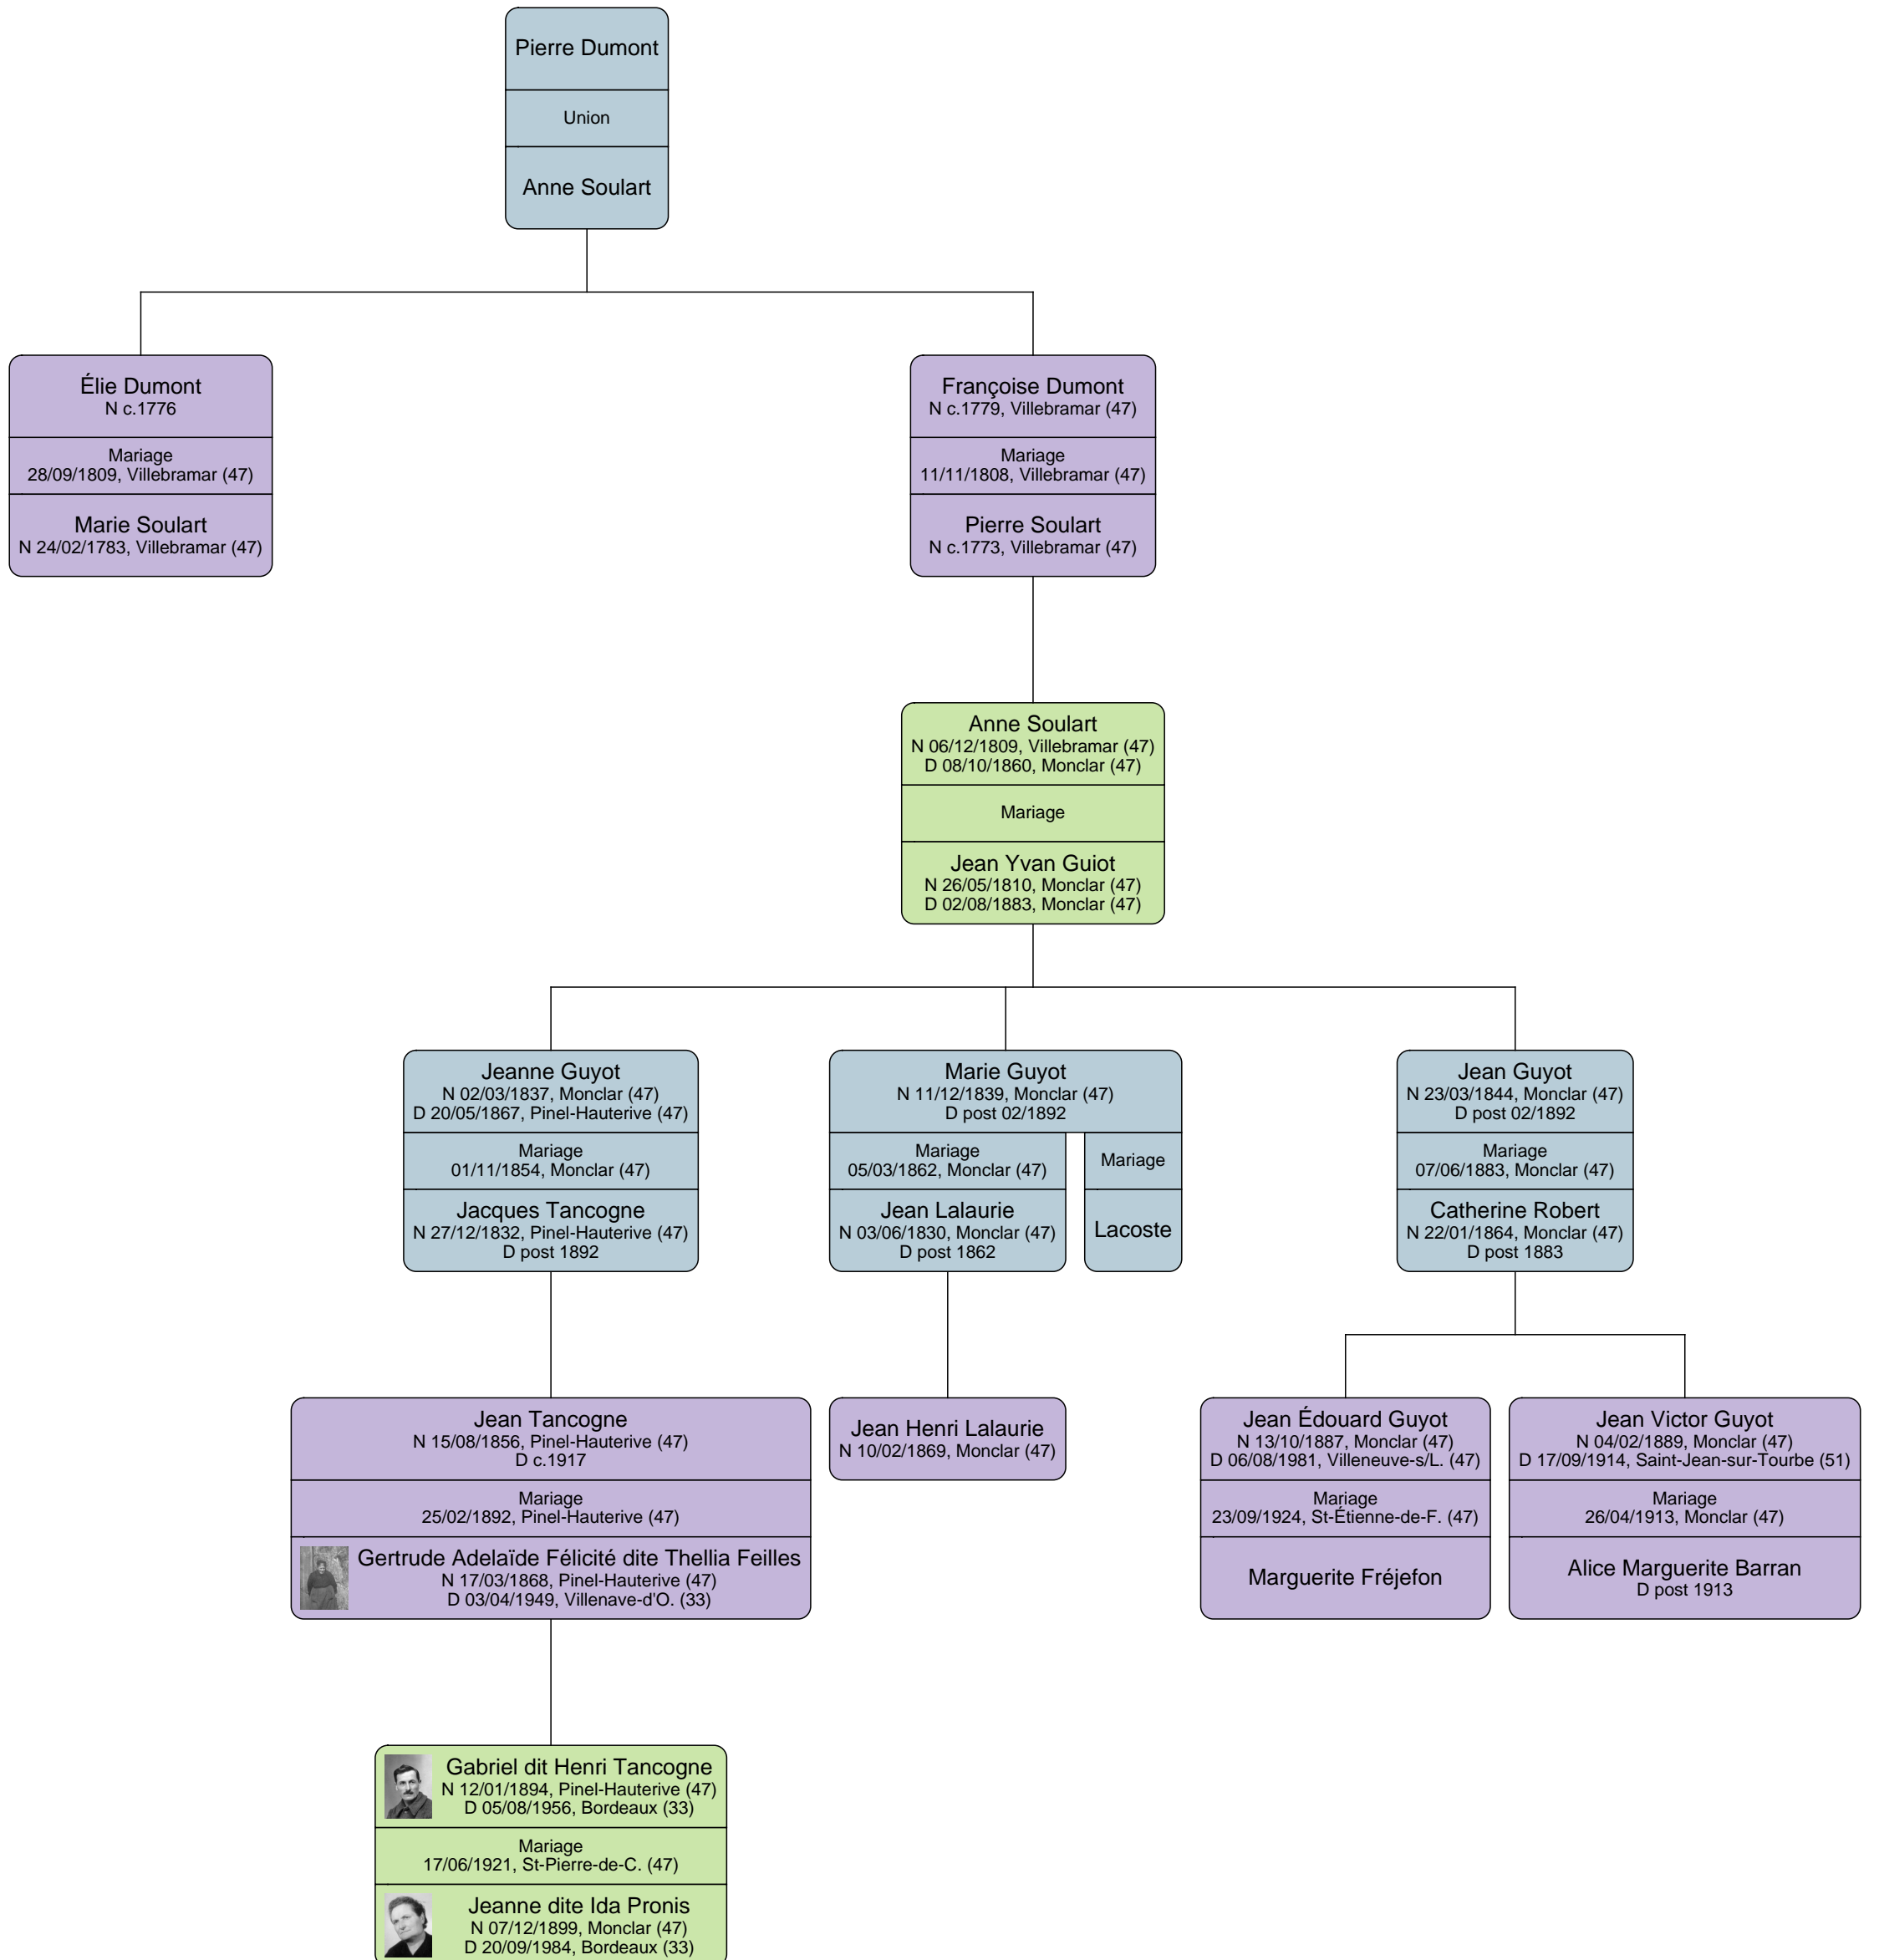 Pierre Dumont
Union
Anne Soulart
Élie Dumont
N c.1776
Mariage
28/09/1809, Villebramar (47)
Marie Soulart
N 24/02/1783, Villebramar (47)
Françoise Dumont
N c.1779, Villebramar (47)
Mariage
11/11/1808, Villebramar (47)
Pierre Soulart
N c.1773, Villebramar (47)
Anne Soulart
N 06/12/1809, Villebramar (47)
D 08/10/1860, Monclar (47)
Mariage
Jean Yvan Guiot
N 26/05/1810, Monclar (47)
D 02/08/1883, Monclar (47)
Jeanne Guyot
N 02/03/1837, Monclar (47)
D 20/05/1867, Pinel-Hauterive (47)
Mariage
01/11/1854, Monclar (47)
Jacques Tancogne
N 27/12/1832, Pinel-Hauterive (47)
D post 1892
Marie Guyot
N 11/12/1839, Monclar (47)
D post 02/1892
Mariage
05/03/1862, Monclar (47)
Jean Lalaurie
N 03/06/1830, Monclar (47)
D post 1862
Mariage
Lacoste
Jean Guyot
N 23/03/1844, Monclar (47)
D post 02/1892
Mariage
07/06/1883, Monclar (47)
Catherine Robert
N 22/01/1864, Monclar (47)
D post 1883
Jean Tancogne
N 15/08/1856, Pinel-Hauterive (47)
D c.1917
Mariage
25/02/1892, Pinel-Hauterive (47)
Gertrude Adelaïde Félicité dite Thellia Feilles
N 17/03/1868, Pinel-Hauterive (47)
D 03/04/1949, Villenave-d'O. (33)
Jean Henri Lalaurie
N 10/02/1869, Monclar (47)
Jean Édouard Guyot
N 13/10/1887, Monclar (47)
D 06/08/1981, Villeneuve-s/L. (47)
Mariage
23/09/1924, St-Étienne-de-F. (47)
Marguerite Fréjefon
Jean Victor Guyot
N 04/02/1889, Monclar (47)
D 17/09/1914, Saint-Jean-sur-Tourbe (51)
Mariage
26/04/1913, Monclar (47)
Alice Marguerite Barran
D post 1913
Gabriel dit Henri Tancogne
N 12/01/1894, Pinel-Hauterive (47)
D 05/08/1956, Bordeaux (33)
Mariage
17/06/1921, St-Pierre-de-C. (47)
Jeanne dite Ida Pronis
N 07/12/1899, Monclar (47)
D 20/09/1984, Bordeaux (33)